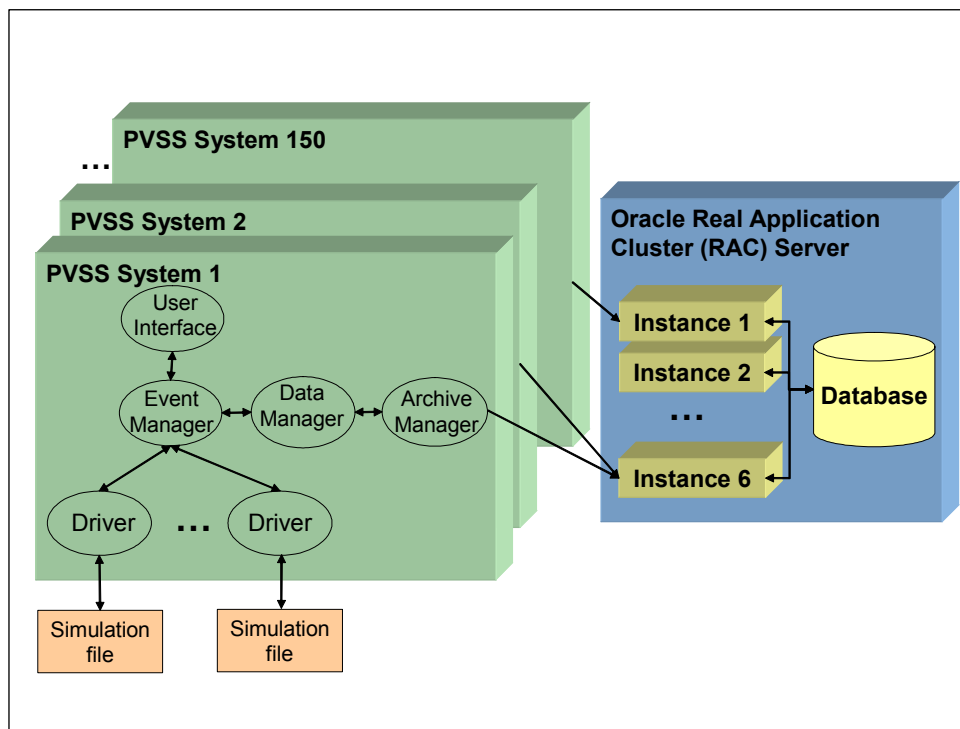 PVSS System 150
...
PVSS System 2
PVSS System 1
User
Interface
Event
Manager
Data
Manager
Archive
Manager
Driver
...
Driver
Simulation
file
Simulation
file
Oracle Real Application
Cluster (RAC) Server
Instance 1
Instance 2
...
Instance 6
Database